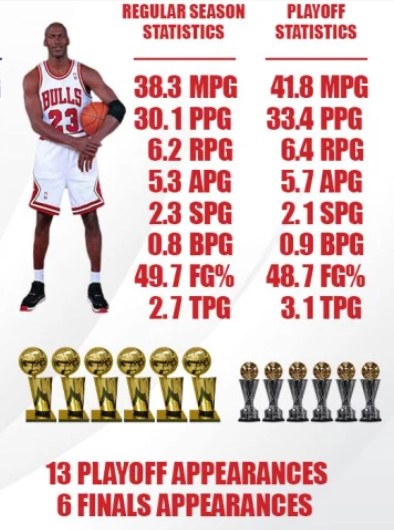 REGULAR SEASON
STATISTICS
38.3 MPG
30.1 PPG
6.2 RPG
5.3 APG
2.3 SPG
0.8 BPG
49.7 FG%
2.7 TPG
PLAYOFF
STATISTICS
41.8 MPG
33.4 PPG
6.4 RPG
5.7 APG
2.1 SPG
0.9 BPG
48.7 FG%
3.1 TPG
BULLS
23
13 PLAYOFF APPEARANCES
6 FINALS APPEARANCES